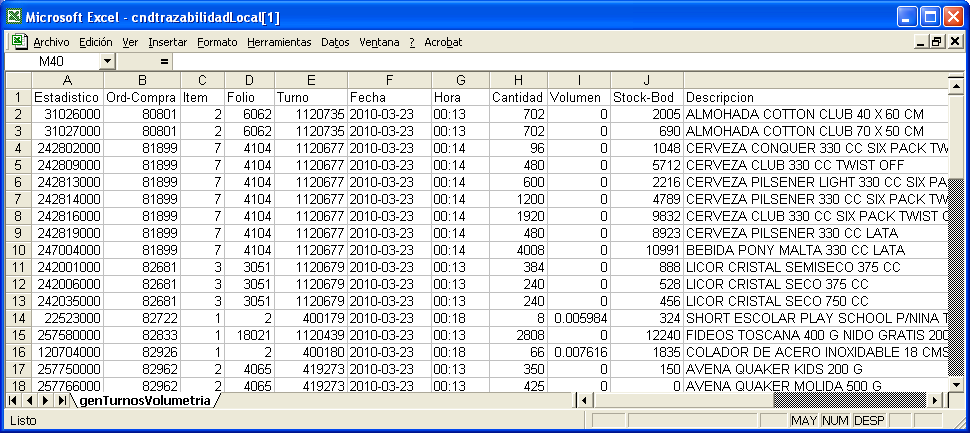 Microsoft Excel - cndtrazabilidadLocal[1]
Archivo Edición Ver Insertar Formato Herramientas Datos Ventana ? Acrobat
M40 =
A B C D E F G H I J
1 Estadistico Ord-Compra Item Folio Turno Fecha Hora Cantidad Volumen Stock-Bod Descripcion
2 31026000 80801 2 6062 1120735 2010-03-23 00:13 702 0 2005 ALMOHADA COTTON CLUB 40 X 60 CM
3 31027000 80801 2 6062 1120735 2010-03-23 00:13 702 0 690 ALMOHADA COTTON CLUB 70 X 50 CM
4 242802000 81899 7 4104 1120677 2010-03-23 00:14 96 0 1048 CERVEZA CONQUER 330 CC SIX PACK TW
5 242809000 81899 7 4104 1120677 2010-03-23 00:14 480 0 5712 CERVEZA CLUB 330 CC TWIST OFF
6 242813000 81899 7 4104 1120677 2010-03-23 00:14 600 0 2216 CERVEZA PILSENER LIGHT 330 CC SIX PA
7 242814000 81899 7 4104 1120677 2010-03-23 00:14 1200 0 4789 CERVEZA PILSENER 330 CC SIX PACK TW
8 242816000 81899 7 4104 1120677 2010-03-23 00:14 1920 0 9832 CERVEZA CLUB 330 CC SIX PACK TWIST O
9 242819000 81899 7 4104 1120677 2010-03-23 00:14 480 0 8923 CERVEZA PILSENER 330 CC LATA
10 247004000 81899 7 4104 1120677 2010-03-23 00:14 4008 0 10991 BEBIDA PONY MALTA 330 CC LATA
11 242001000 82681 3 3051 1120679 2010-03-23 00:13 384 0 888 LICOR CRISTAL SEMISECO 375 CC
12 242006000 82681 3 3051 1120679 2010-03-23 00:13 240 0 528 LICOR CRISTAL SECO 375 CC
13 242035000 82681 3 3051 1120679 2010-03-23 00:13 240 0 456 LICOR CRISTAL SECO 750 CC
14 22523000 82722 1 2 400179 2010-03-23 00:18 8 0.005984 324 SHORT ESCOLAR PLAY SCHOOL P/NINA T
15 257580000 82833 1 18021 1120439 2010-03-23 00:13 2808 0 12240 FIDEOS TOSCANA 400 G NIDO GRATIS 200
16 120704000 82926 1 2 400180 2010-03-23 00:18 66 0.007616 1835 COLADOR DE ACERO INOXIDABLE 18 CMS
17 257750000 82962 2 4065 419273 2010-03-23 00:13 350 0 150 AVENA QUAKER KIDS 200 G
18 257766000 82962 2 4065 419273 2010-03-23 00:13 425 0 0 AVENA QUAKER MOLIDA 500 G
genTurnosVolumetria
Listo MAY NUM DESP